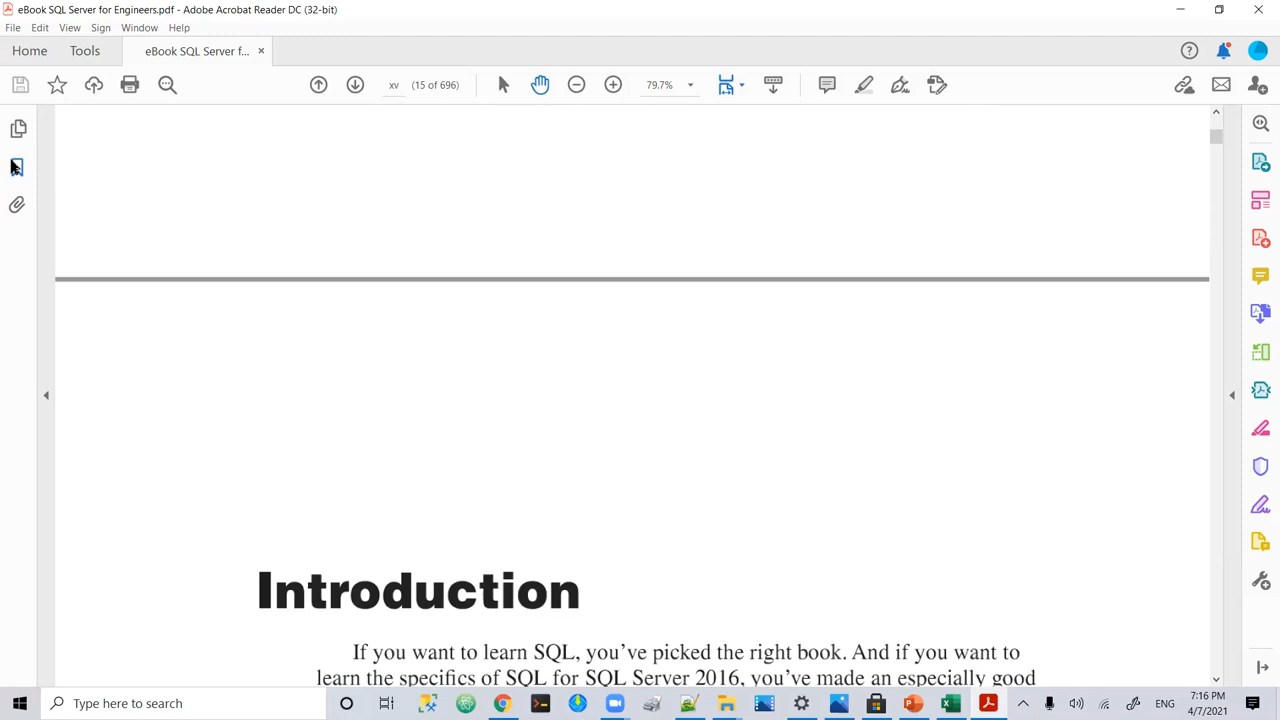 eBook SQL Server for Engineers.pdf - Adobe Acrobat Reader DC (32-bit)
File Edit View Sign Window Help
Home Tools eBook SQL Server f... ×
xv (15 of 696) 79.7%
Introduction
If you want to learn SQL, you've picked the right book. And if you want to
learn the specifics of SQL for SQL Server 2016, you've made an especially good
Type here to search
ENG
7:16 PM
4/7/2021